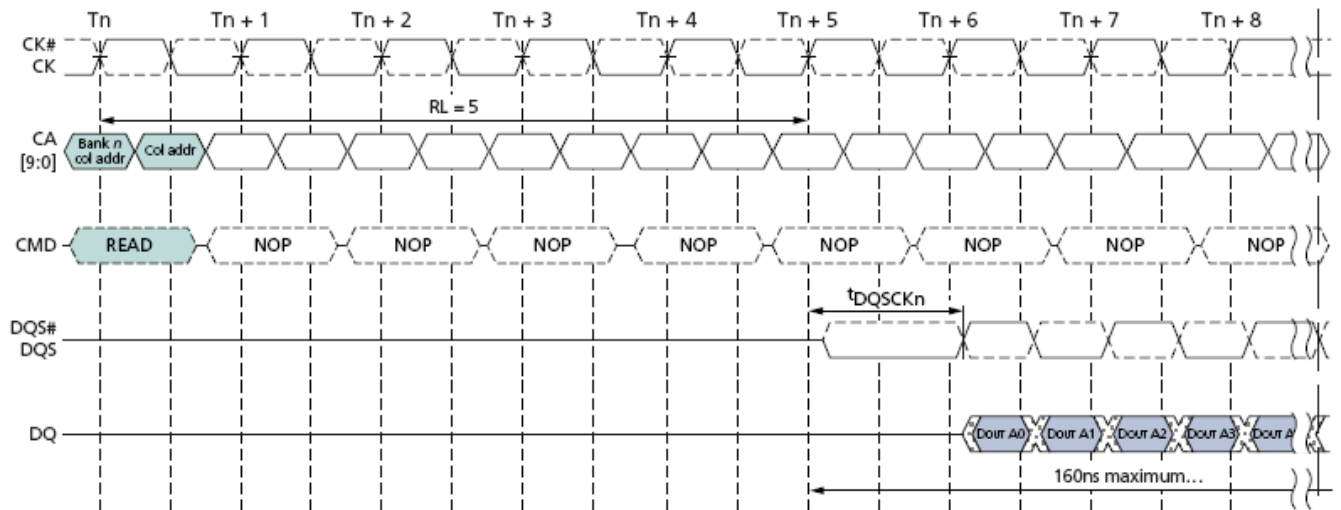 Tn Tn + 1 Tn + 2 Tn + 3 Tn + 4 Tn + 5 Tn + 6 Tn + 7 Tn + 8
CK#
CK
RL = 5
CA
[9:0]
Bank n
col addr
Col addr
CMD READ NOP NOP NOP NOP NOP NOP NOP NOP
tDQSCKn
DQS#
DQS
DQ DOUT A0 DOUT A1 DOUT A2 DOUT A3 DOUT A
160ns maximum...